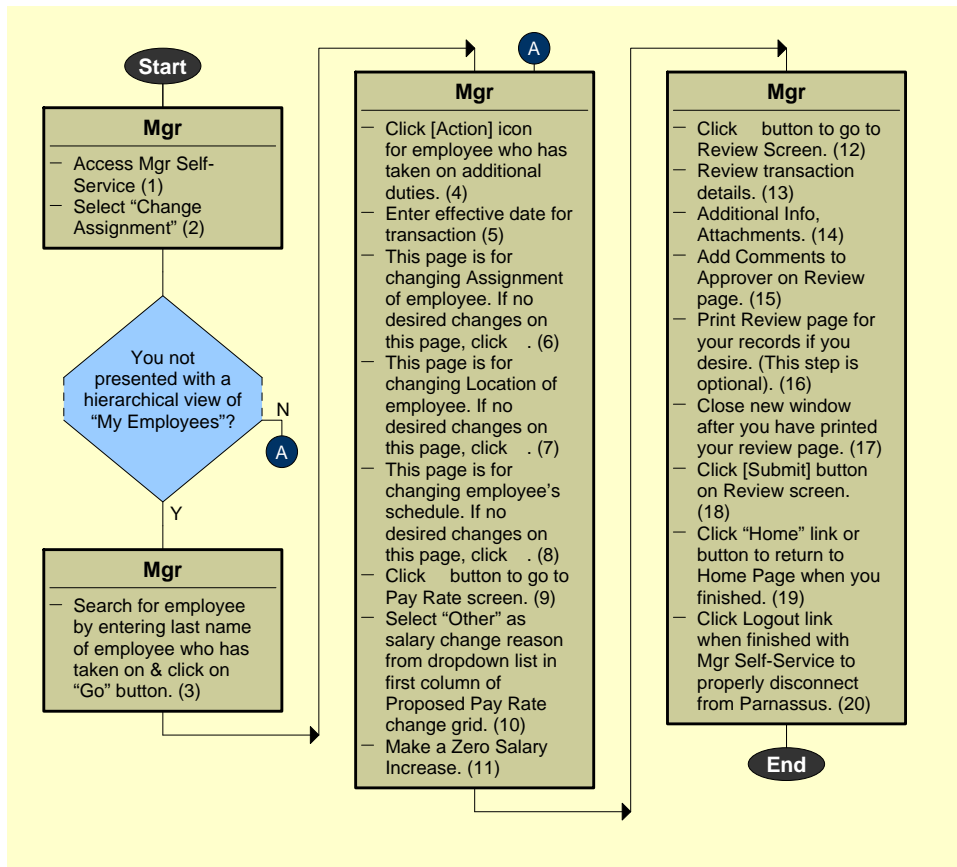 Start
Mgr
– Access Mgr Self-
Service (1)
– Select “Change
Assignment” (2)
You not
presented with a
hierarchical view of
“My Employees”?
N
A
Y
Mgr
– Search for employee
by entering last name
of employee who has
taken on & click on
“Go” button. (3)
A
Mgr
– Click [Action] icon
for employee who has
taken on additional
duties. (4)
– Enter effective date for
transaction (5)
– This page is for
changing Assignment
of employee. If no
desired changes on
this page, click . (6)
– This page is for
changing Location of
employee. If no
desired changes on
this page, click . (7)
– This page is for
changing employee’s
schedule. If no
desired changes on
this page, click . (8)
– Click button to go to
Pay Rate screen. (9)
– Select “Other” as
salary change reason
from dropdown list in
first column of
Proposed Pay Rate
change grid. (10)
– Make a Zero Salary
Increase. (11)
Mgr
– Click button to go to
Review Screen. (12)
– Review transaction
details. (13)
– Additional Info,
Attachments. (14)
– Add Comments to
Approver on Review
page. (15)
– Print Review page for
your records if you
desire. (This step is
optional). (16)
– Close new window
after you have printed
your review page. (17)
– Click [Submit] button
on Review screen.
(18)
– Click “Home” link or
button to return to
Home Page when you
finished. (19)
– Click Logout link
when finished with
Mgr Self-Service to
properly disconnect
from Parnassus. (20)
End